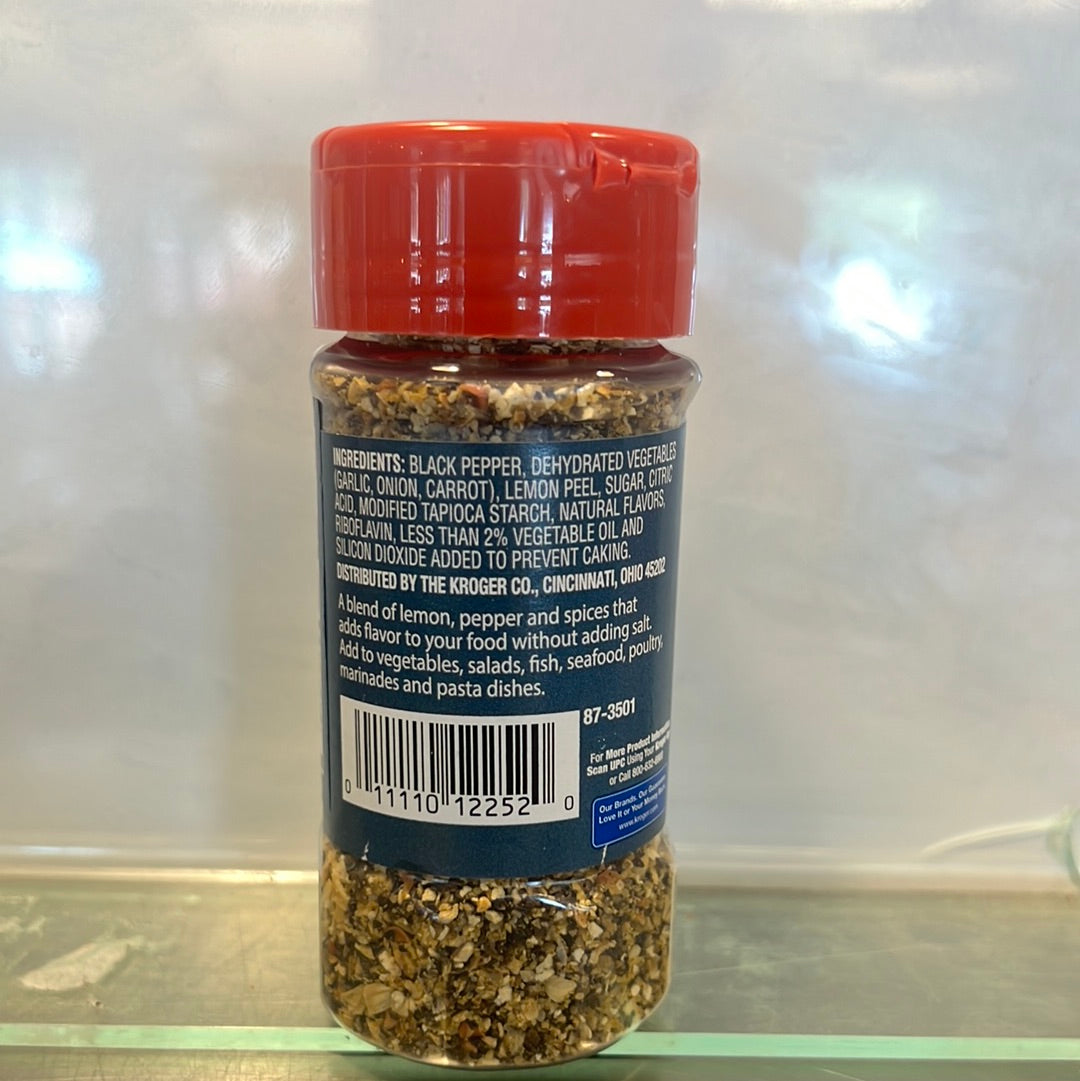 INGREDIENTS: BLACK PEPPER, DEHYDRATED VEGETABLES
(GARLIC, ONION, CARROT), LEMON PEEL, SUGAR, CITRIC
ACID, MODIFIED TAPIOCA STARCH, NATURAL FLAVORS,
RIBOFLAVIN, LESS THAN 2% VEGETABLE OIL AND
SILICON DIOXIDE ADDED TO PREVENT CAKING.
DISTRIBUTED BY THE KROGER CO., CINCINNATI, OHIO 45202
A blend of lemon, pepper and spices that
adds flavor to your food without adding salt.
Add to vegetables, salads, fish, seafood, poultry,
marinades and pasta dishes.
87-3501
For More Product
Scan UPC Using Your
or Call 800-632-
0 11110 12252 0
Our Brands. Our
Love It or Your Money
www.kroger.com